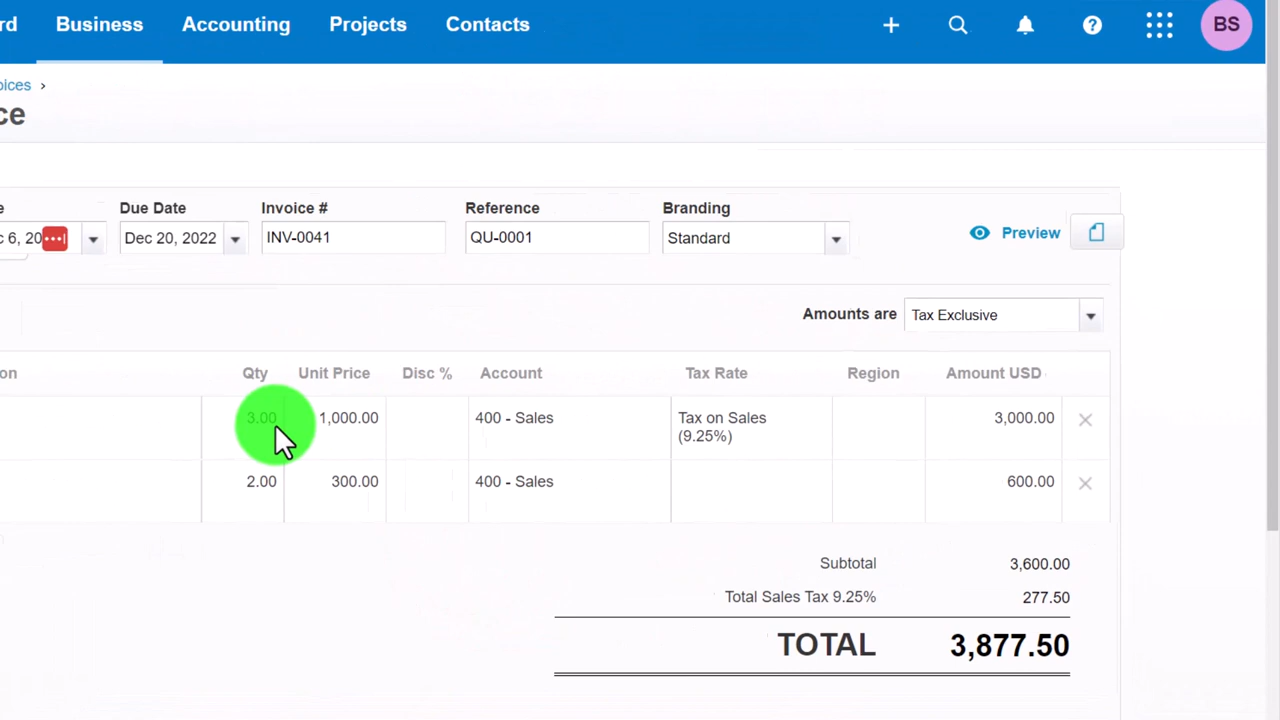 rd Business Accounting Projects Contacts BS
oices ›
ce
e Due Date Invoice # Reference Branding
c 6, 20 Dec 20, 2022 INV-0041 QU-0001 Standard Preview
Amounts are Tax Exclusive
on Qty Unit Price Disc % Account Tax Rate Region Amount USD
3.00 1,000.00 400 - Sales Tax on Sales 3,000.00
(9.25%)
2.00 300.00 400 - Sales 600.00
Subtotal 3,600.00
Total Sales Tax 9.25% 277.50
TOTAL 3,877.50